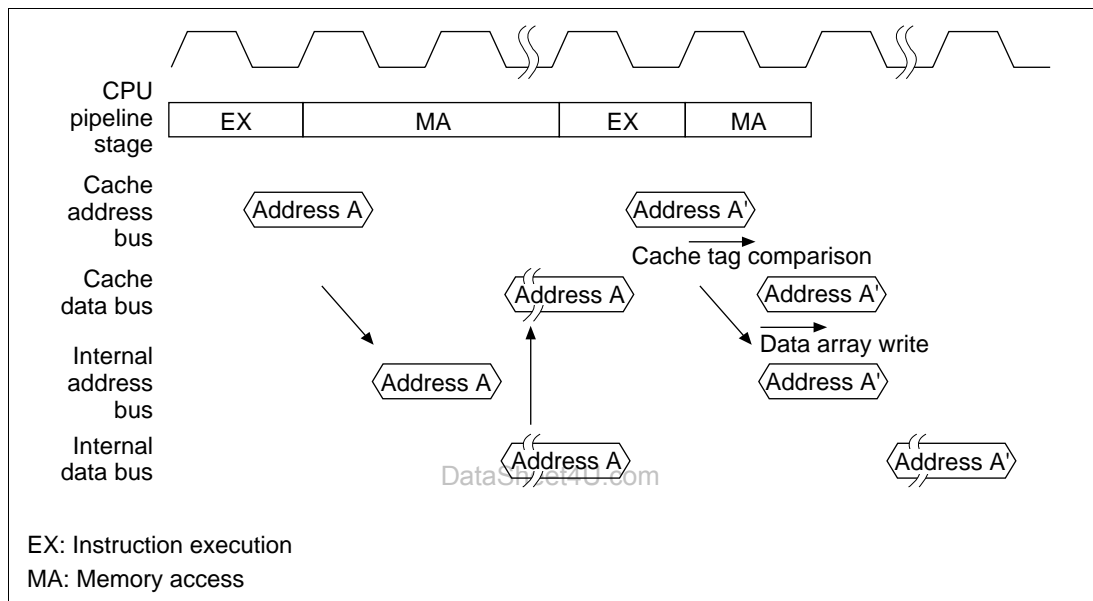 CPU
pipeline
stage
EX
MA
EX
MA
Cache
address
bus
Address A
Address A'
Cache tag comparison
Cache
data bus
Address A
Address A'
Data array write
Internal
address
bus
Address A
Address A'
Internal
data bus
Address A
Address A'
DataSheet4U.com
EX: Instruction execution
MA: Memory access